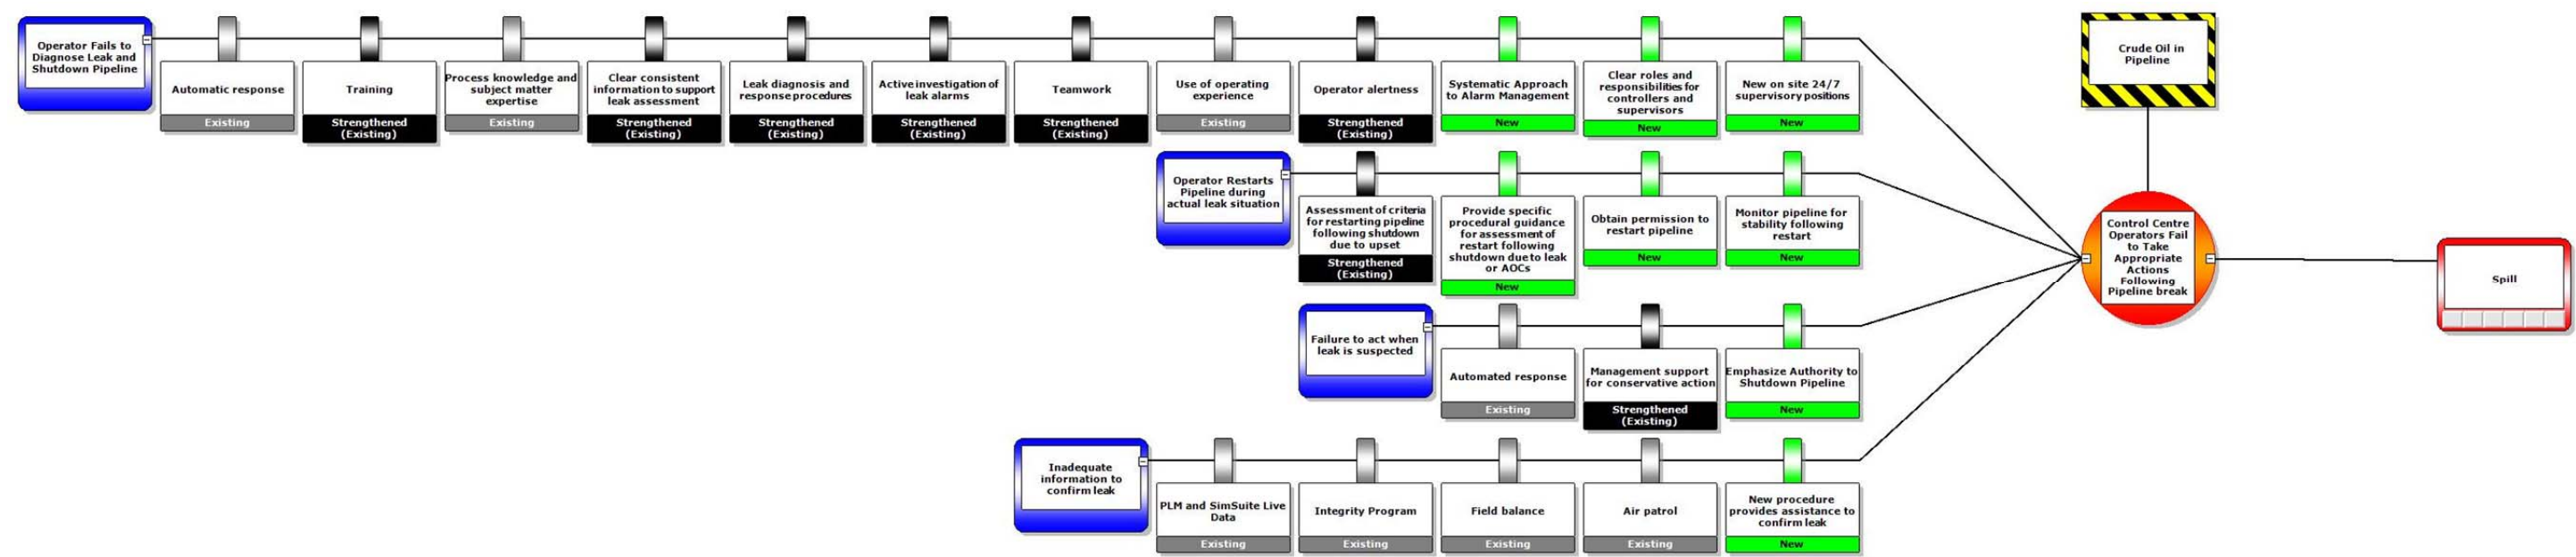 Operator Fails to
Diagnose Leak and
Shutdown Pipeline
Automatic response
Existing
Training
Strengthened
(Existing)
Process knowledge and
subject matter
expertise
Existing
Clear consistent
information to support
leak assessment
Strengthened
(Existing)
Leak diagnosis and
response procedures
Strengthened
(Existing)
Active investigation of
leak alarms
Strengthened
(Existing)
Teamwork
Strengthened
(Existing)
Use of operating
experience
Existing
Operator alertness
Strengthened
(Existing)
Systematic Approach
to Alarm Management
New
Clear roles and
responsibilities for
controllers and
supervisors
New
New on site 24/7
supervisory positions
New
Crude Oil in
Pipeline
Operator Restarts
Pipeline during
actual leak situation
Assessment of criteria
for restarting pipeline
following shutdown
due to upset
Strengthened
(Existing)
Provide specific
procedural guidance
for assessment of
restart following
shutdown due to leak
or AOCs
New
Obtain permission to
restart pipeline
New
Monitor pipeline for
stability following
restart
New
Control Centre
Operators Fail
to Take
Appropriate
Actions
Following
Pipeline break
Spill
Failure to act when
leak is suspected
Automated response
Existing
Management support
for conservative action
Strengthened
(Existing)
Emphasize Authority to
Shutdown Pipeline
New
Inadequate
information to
confirm leak
PLM and SimSuite Live
Data
Existing
Integrity Program
Existing
Field balance
Existing
Air patrol
Existing
New procedure
provides assistance to
confirm leak
New